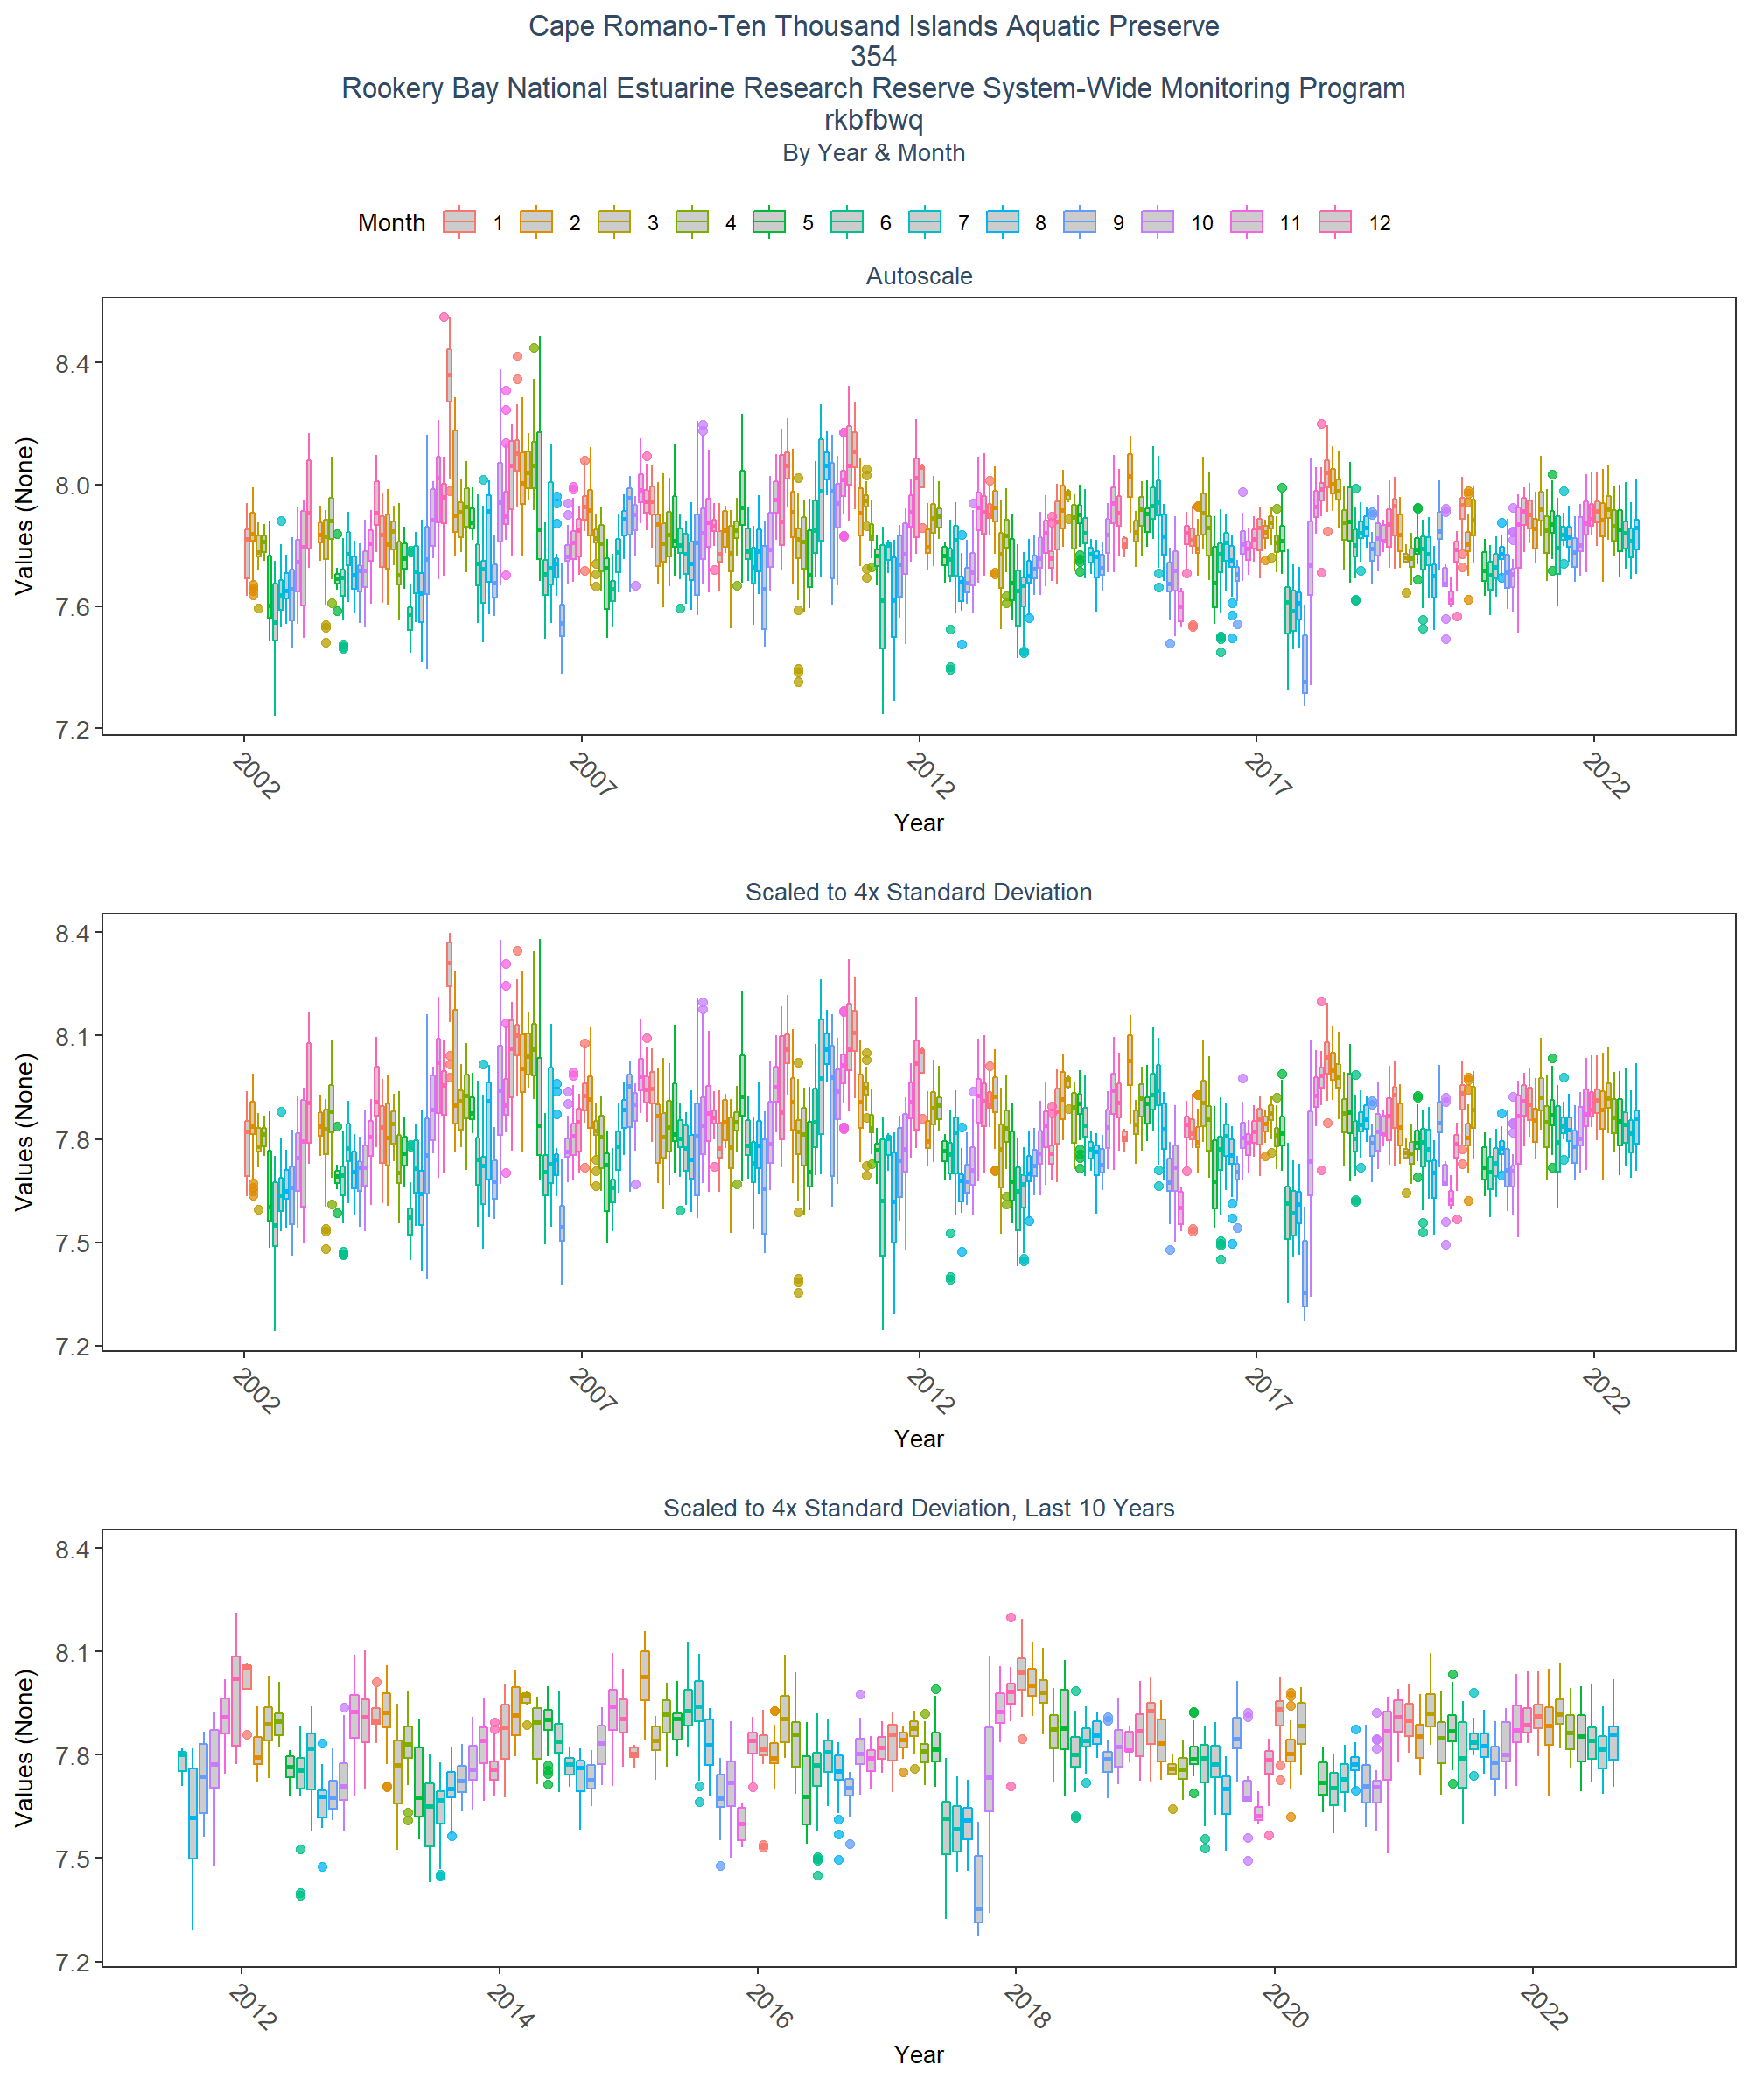 Cape Romano-Ten Thousand Islands Aquatic Preserve
354
Rookery Bay National Estuarine Research Reserve System-Wide Monitoring Program
rkbfbwq
By Year & Month
Month 1 2 3 4 5 6 7 8 9 10 11 12
Autoscale
Values (None)
8.4
8.0
7.6
7.2
2002 2007 2012 2017 2022
Year
Scaled to 4x Standard Deviation
Values (None)
8.4
8.1
7.8
7.5
7.2
2002 2007 2012 2017 2022
Year
Scaled to 4x Standard Deviation, Last 10 Years
Values (None)
8.4
8.1
7.8
7.5
7.2
2012 2014 2016 2018 2020 2022
Year